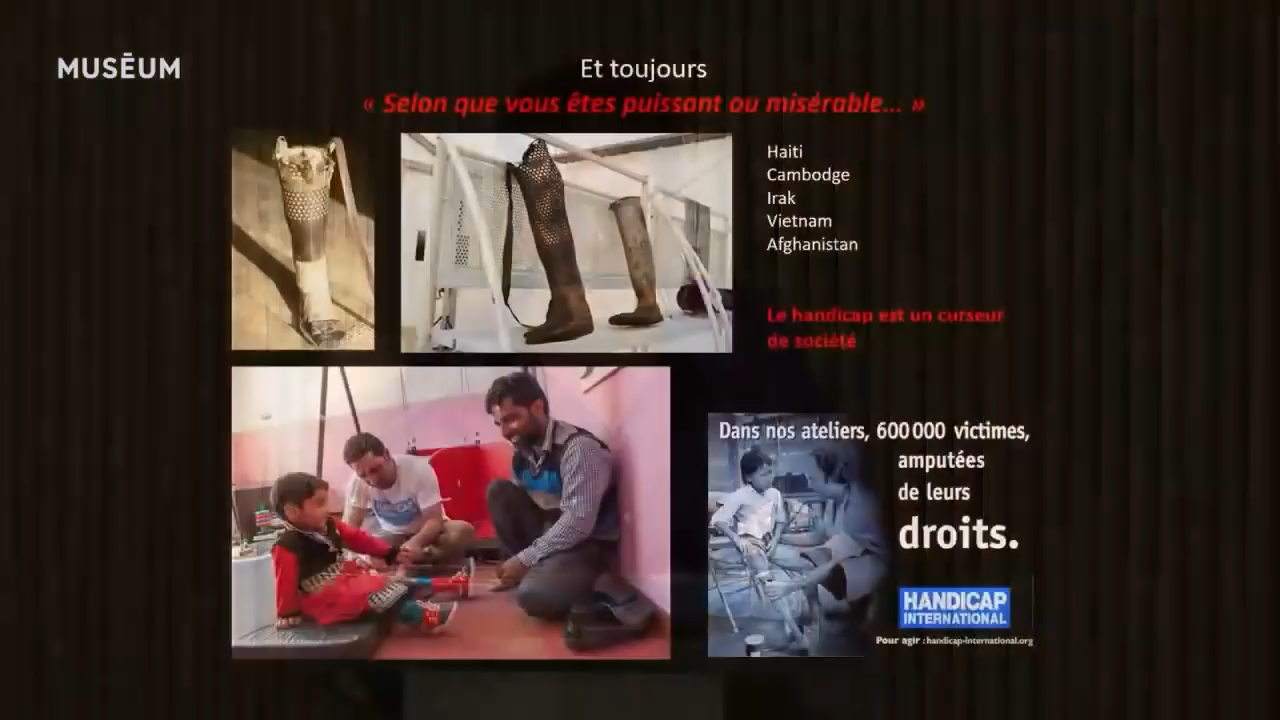 MUSĒUM
Et toujours
« Selon que vous êtes puissant ou misérable... »
Haiti
Cambodge
Irak
Vietnam
Afghanistan
Le handicap est un curseur
de société
Dans nos ateliers, 600 000 victimes,
amputées
de leurs
droits.
HANDICAP
INTERNATIONAL
Pour agir : handicap-international.org